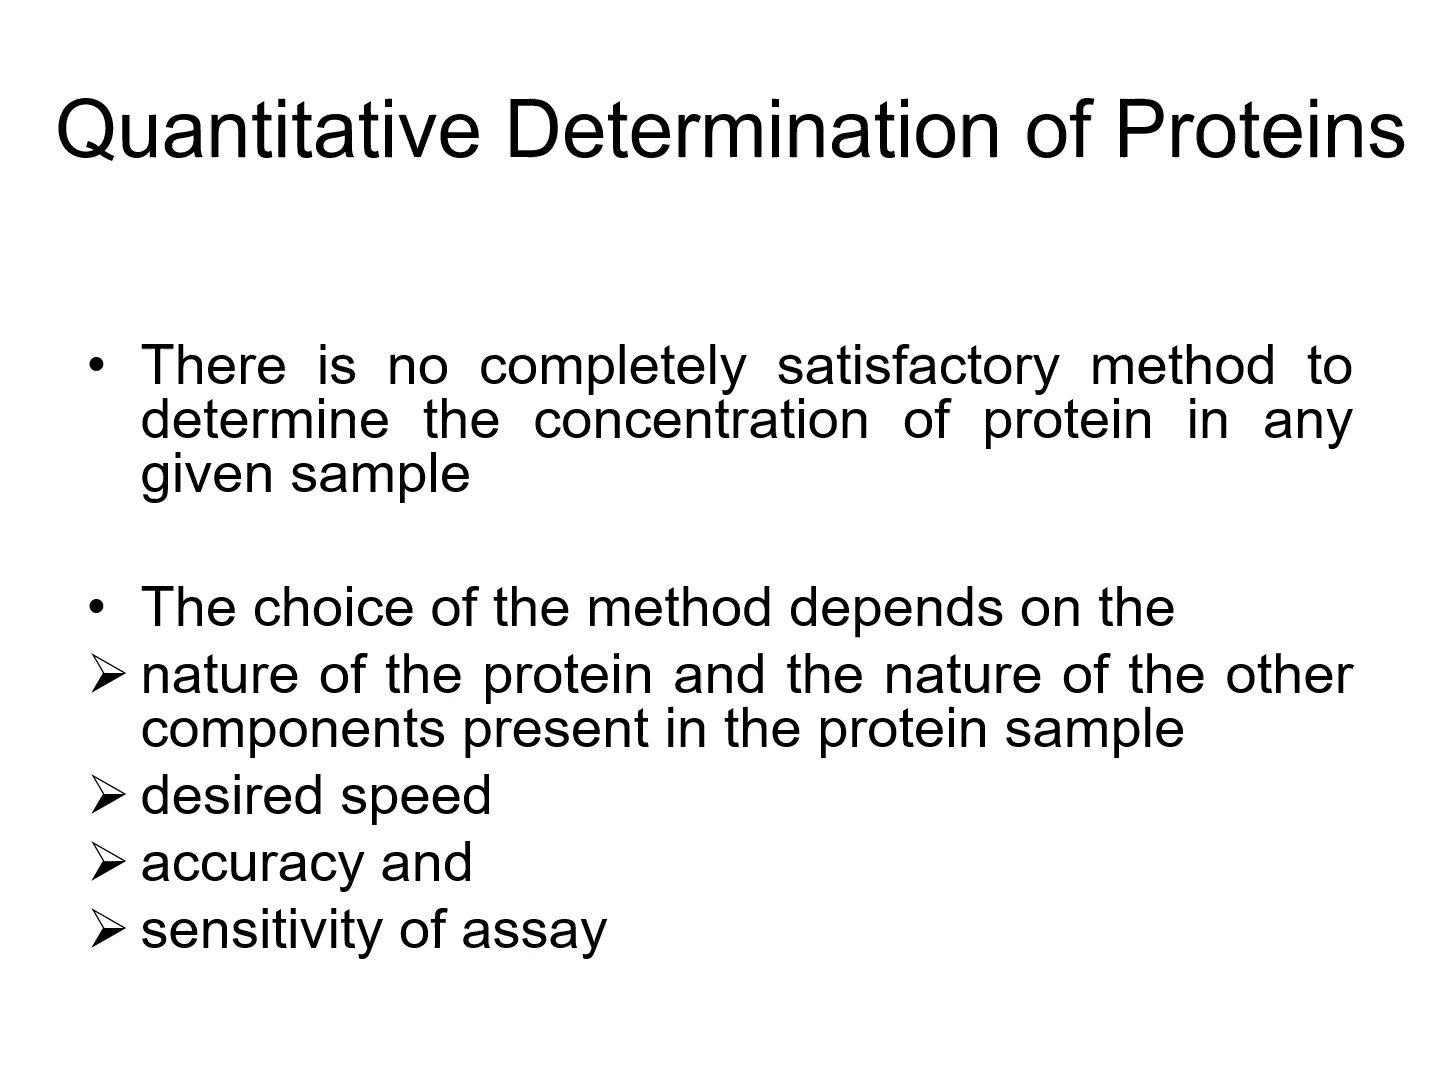 Quantitative Determination of Proteins
• There is no completely satisfactory method to
determine the concentration of protein in any
given sample
• The choice of the method depends on the
➢ nature of the protein and the nature of the other
components present in the protein sample
➢ desired speed
➢ accuracy and
➢ sensitivity of assay